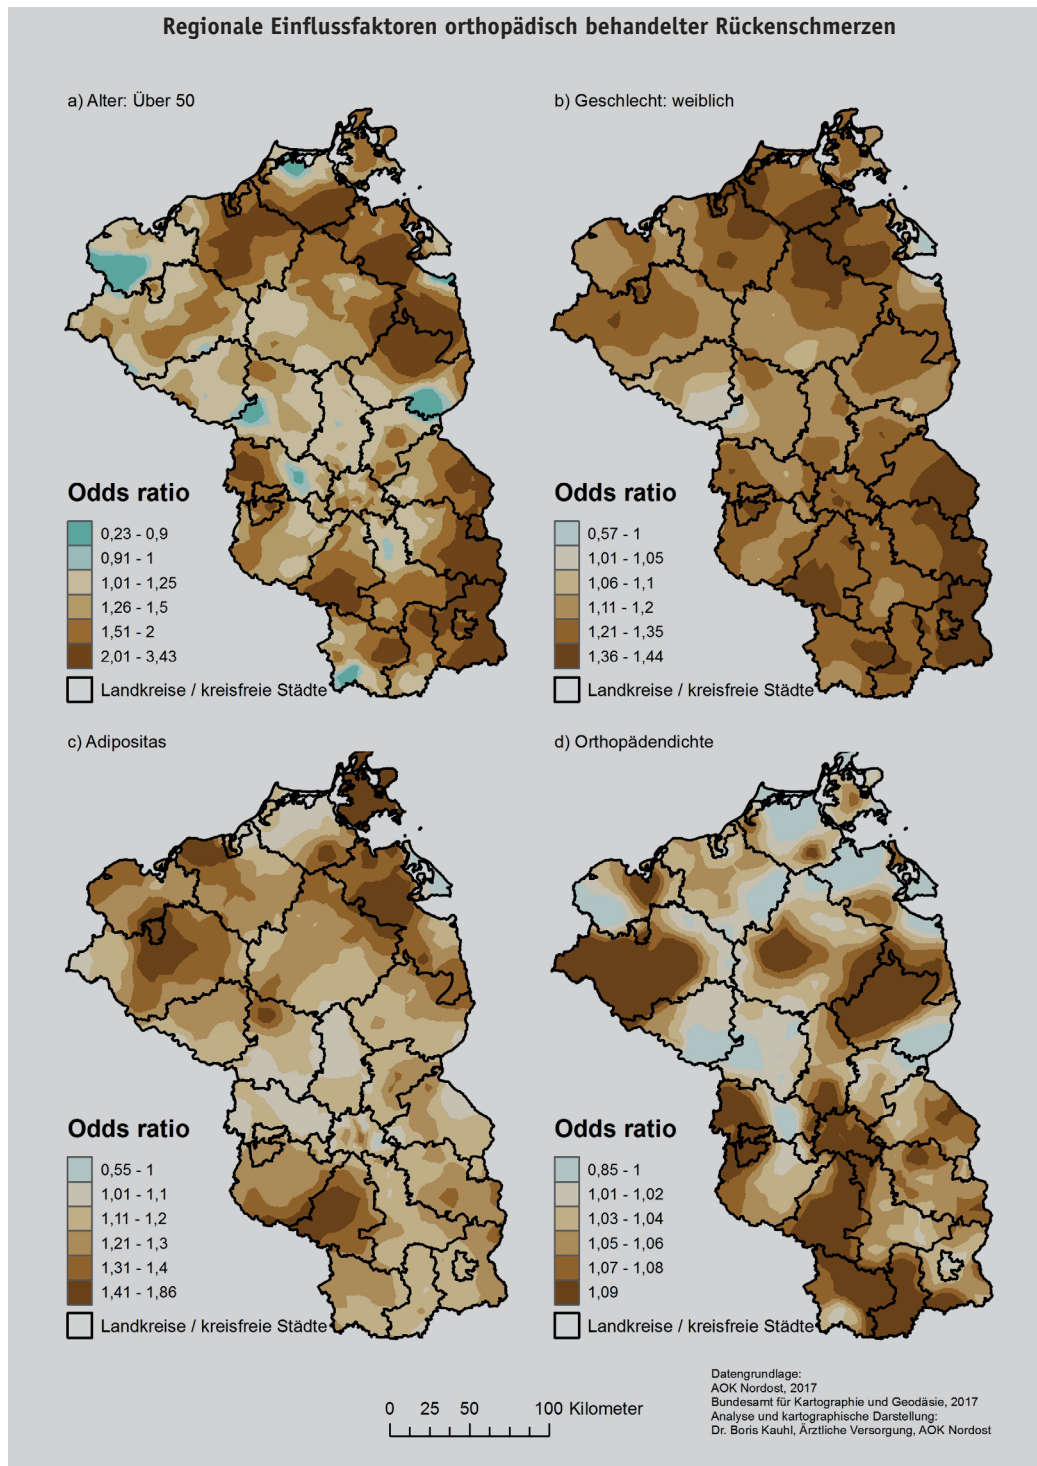 Regionale Einflussfaktoren orthopädisch behandelter Rückenschmerzen
a) Alter: Über 50
Odds ratio
0,23 - 0,9
0,91 - 1
1,01 - 1,25
1,26 - 1,5
1,51 - 2
2,01 - 3,43
Landkreise / kreisfreie Städte
b) Geschlecht: weiblich
Odds ratio
0,57 - 1
1,01 - 1,05
1,06 - 1,1
1,11 - 1,2
1,21 - 1,35
1,36 - 1,44
Landkreise / kreisfreie Städte
c) Adipositas
Odds ratio
0,55 - 1
1,01 - 1,1
1,11 - 1,2
1,21 - 1,3
1,31 - 1,4
1,41 - 1,86
Landkreise / kreisfreie Städte
d) Orthopädendichte
Odds ratio
0,85 - 1
1,01 - 1,02
1,03 - 1,04
1,05 - 1,06
1,07 - 1,08
1,09
Landkreise / kreisfreie Städte
0 25 50 100 Kilometer
Datengrundlage:
AOK Nordost, 2017
Bundesamt für Kartographie und Geodäsie, 2017
Analyse und kartographische Darstellung:
Dr. Boris Kauhl, Ärztliche Versorgung, AOK Nordost